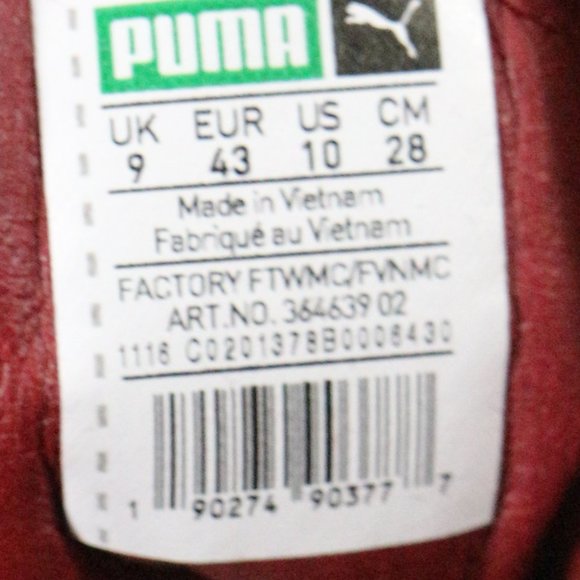 PUMA
UK EUR US CM
9 43 10 28
Made in Vietnam
Fabriqué au Vietnam
FACTORY FTWMC/FVNMC
ART.NO. 364639 02
1116 C0201378B0006430
1 90274 90377 7